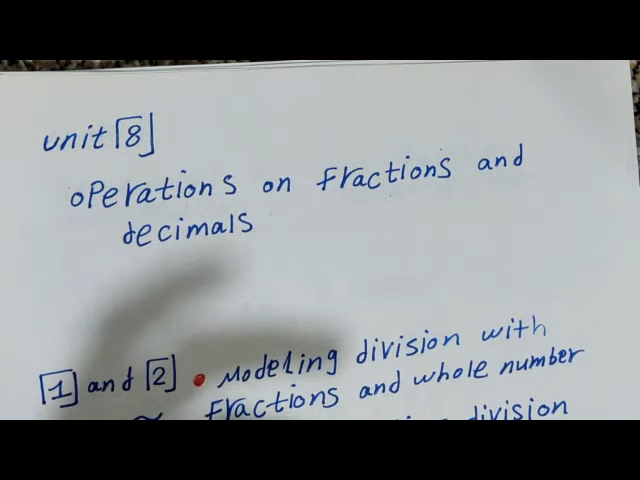 unit [8]
operations on fractions and
decimals
[1] and [2] • Modeling division with
fractions and whole number
division